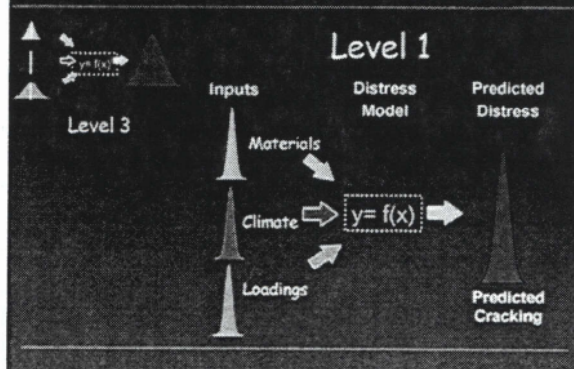 y= f(x)
Level 3
Level 1
Inputs
Distress
Model
Predicted
Distress
Materials
Climate
Loadings
y= f(x)
Predicted
Cracking